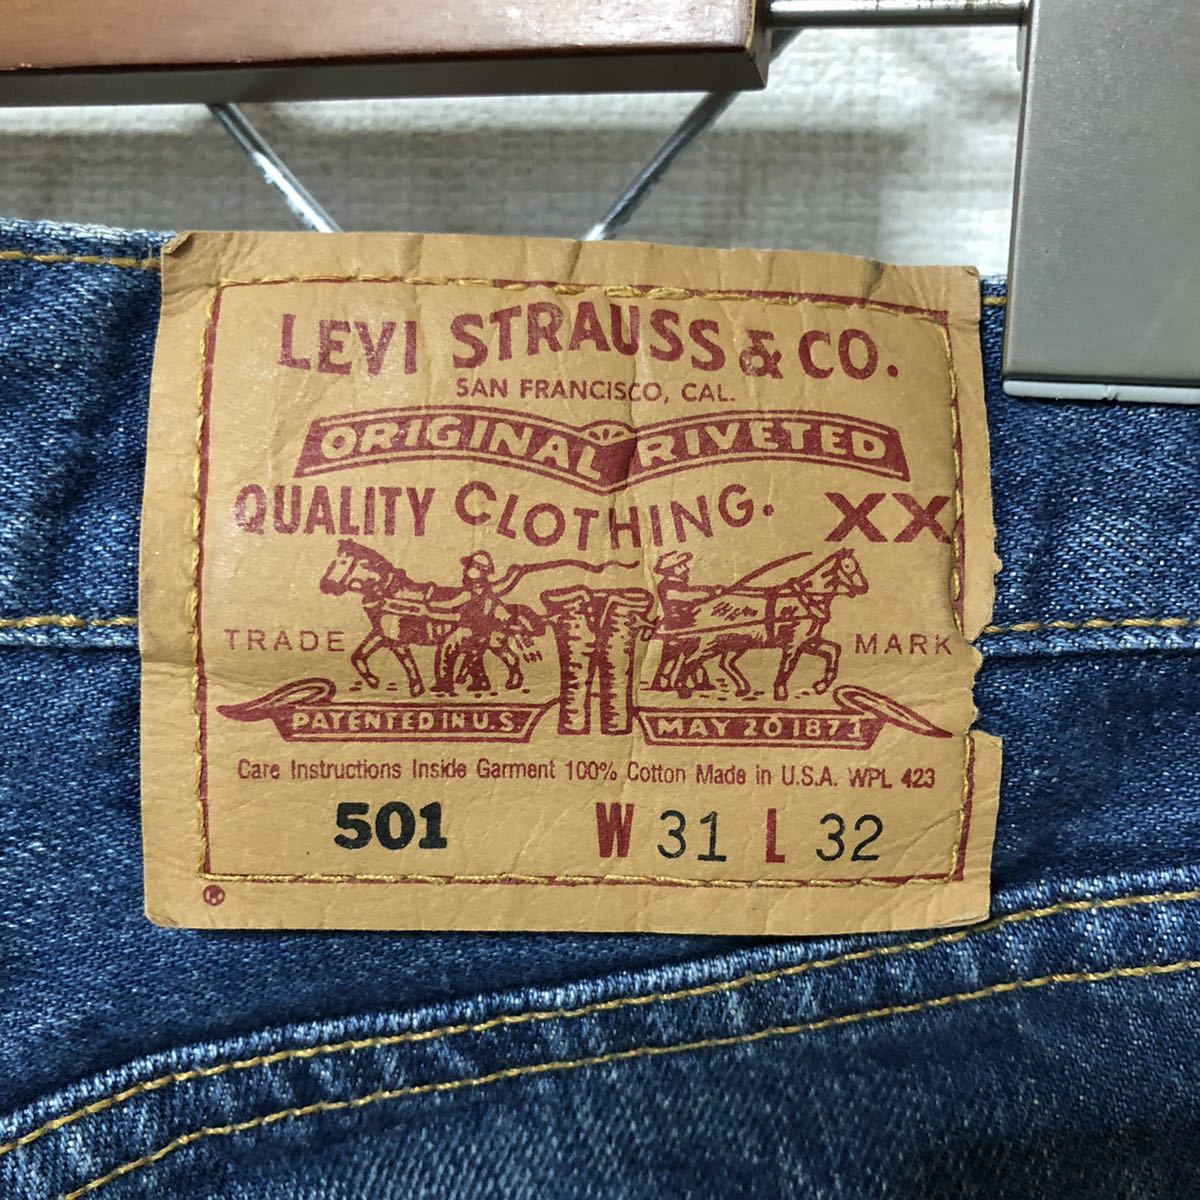 LEVI STRAUSS & CO.
SAN FRANCISCO, CAL.
ORIGINAL RIVETED
QUALITY CLOTHING. XX
TRADE MARK
PATENTED IN U.S MAY 20 1873
Care Instructions Inside Garment 100% Cotton Made in U.S.A. WPL 423
501 W 31 L 32
®